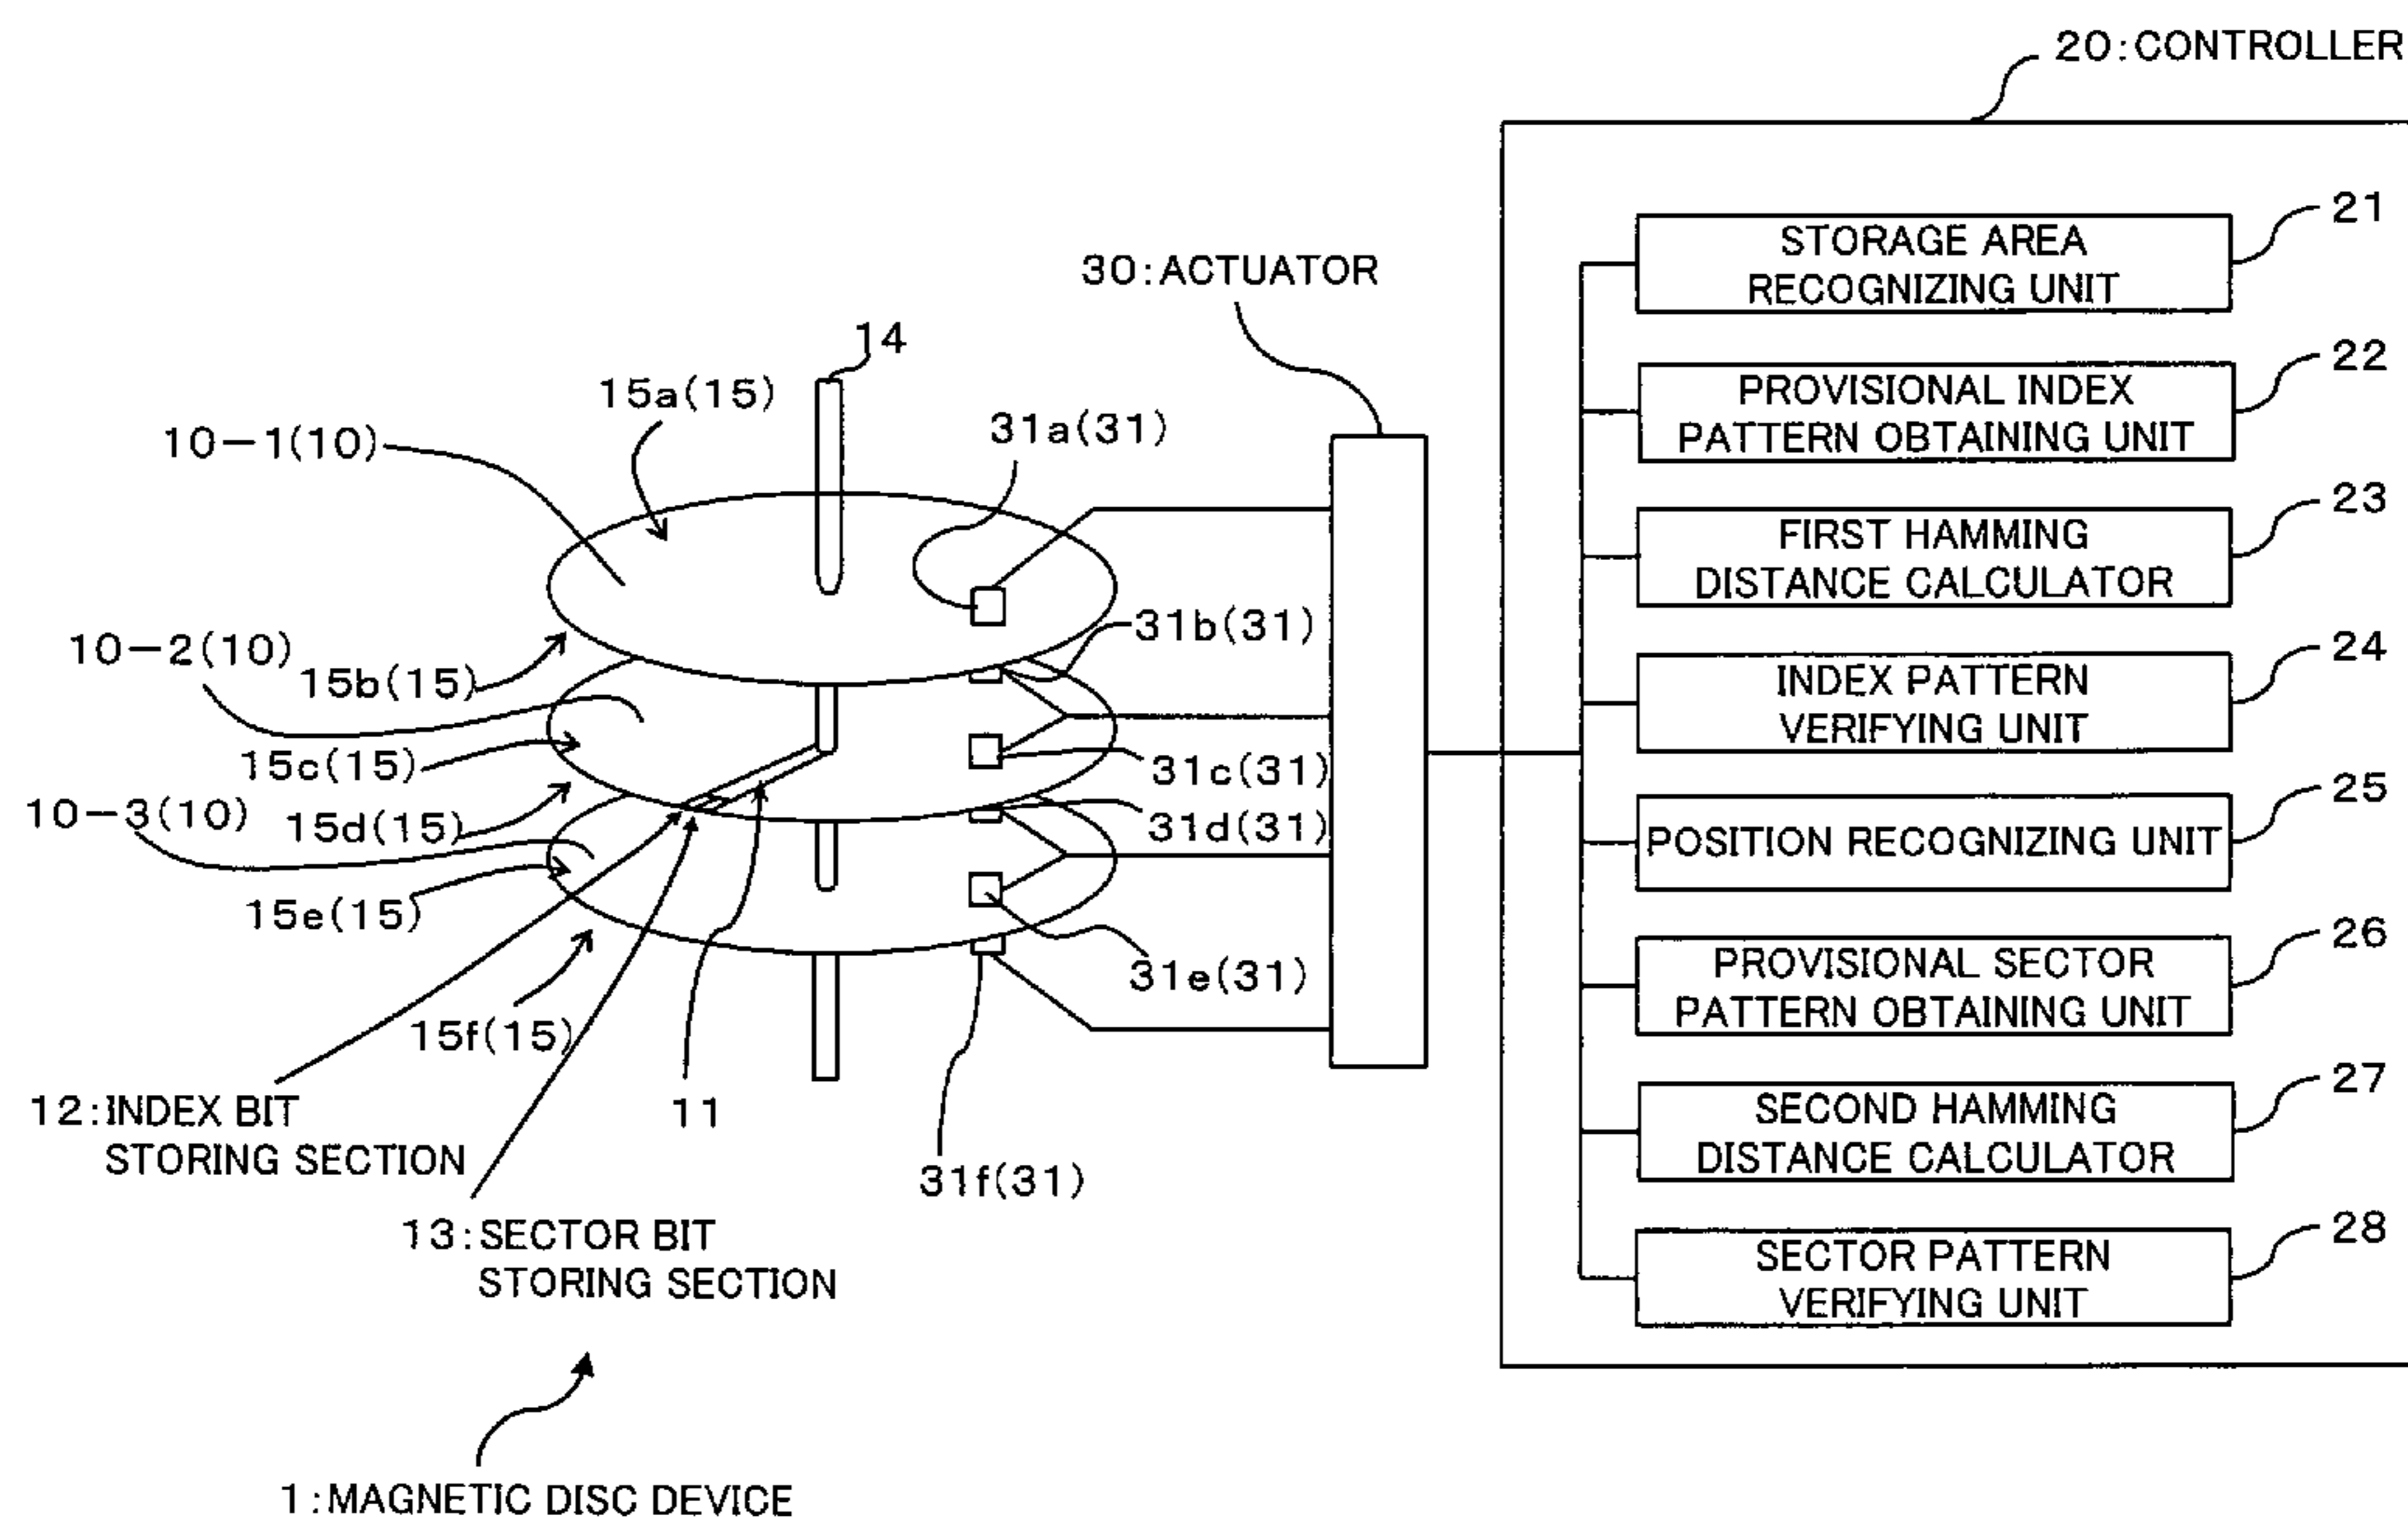 20:CONTROLLER
21
STORAGE AREA
RECOGNIZING UNIT
30:ACTUATOR
14
22
15a(15)
PROVISIONAL INDEX
PATTERN OBTAINING UNIT
10-1(10)
31a(31)
23
FIRST HAMMING
DISTANCE CALCULATOR
31b(31)
10-2(10)
15b(15)
24
INDEX PATTERN
VERIFYING UNIT
15c(15)
31c(31)
25
10-3(10)
15d(15)
31d(31)
POSITION RECOGNIZING UNIT
15e(15)
26
31e(31)
PROVISIONAL SECTOR
PATTERN OBTAINING UNIT
15f(15)
27
12:INDEX BIT
STORING SECTION
11
SECOND HAMMING
DISTANCE CALCULATOR
31f(31)
28
13:SECTOR BIT
STORING SECTION
SECTOR PATTERN
VERIFYING UNIT
1:MAGNETIC DISC DEVICE